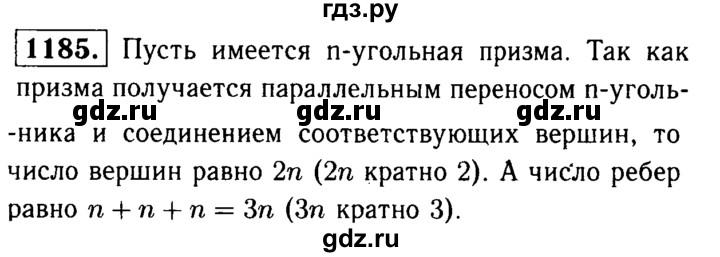 гдз.ру
1185. Пусть имеется n-угольная призма. Так как
призма получается параллельным переносом n-уголь-
gdz.ru gdz.ru gdz.ru
-ника и соединением соответствующих вершин, то
число вершин равно 2n (2n кратно 2). А число ребер
равно n + n + n = 3n (3n кратно 3).
gdz.ru